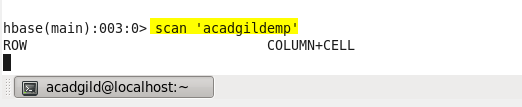 hbase(main):003:0> scan 'acadgildemp'
ROW COLUMN+CELL
acadgild@localhost:~